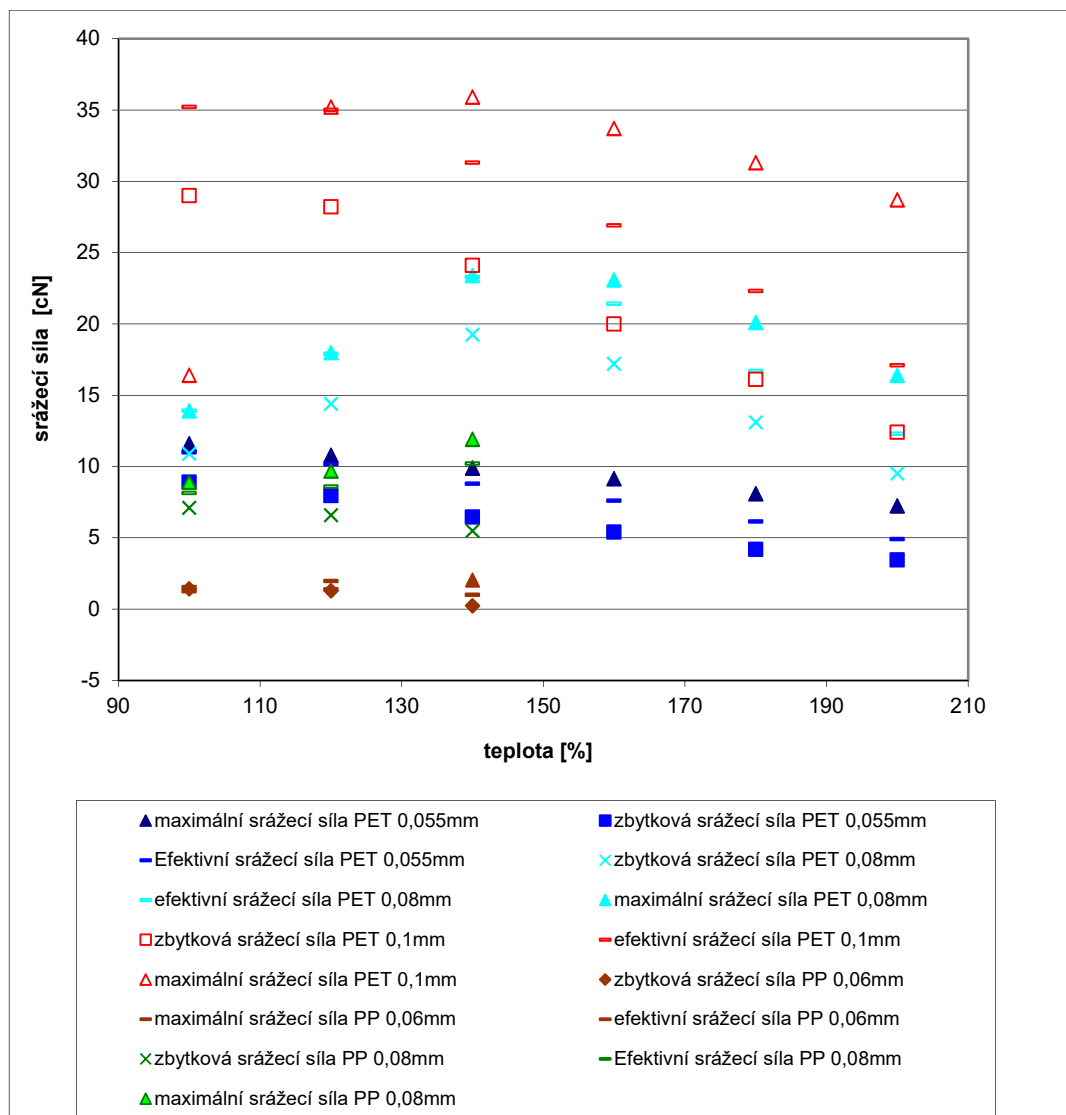 40
35
30
25
20
15
10
5
0
-5
srážecí síla [cN]
90 110 130 150 170 190 210
teplota [%]
maximální srážecí síla PET 0,055mm zbytková srážecí síla PET 0,055mm
Efektivní srážecí síla PET 0,055mm zbytková srážecí síla PET 0,08mm
efektivní srážecí síla PET 0,08mm maximální srážecí síla PET 0,08mm
zbytková srážecí síla PET 0,1mm efektivní srážecí síla PET 0,1mm
maximální srážecí síla PET 0,1mm zbytková srážecí síla PP 0,06mm
maximální srážecí síla PP 0,06mm efektivní srážecí síla PP 0,06mm
zbytková srážecí síla PP 0,08mm Efektivní srážecí síla PP 0,08mm
maximální srážecí síla PP 0,08mm